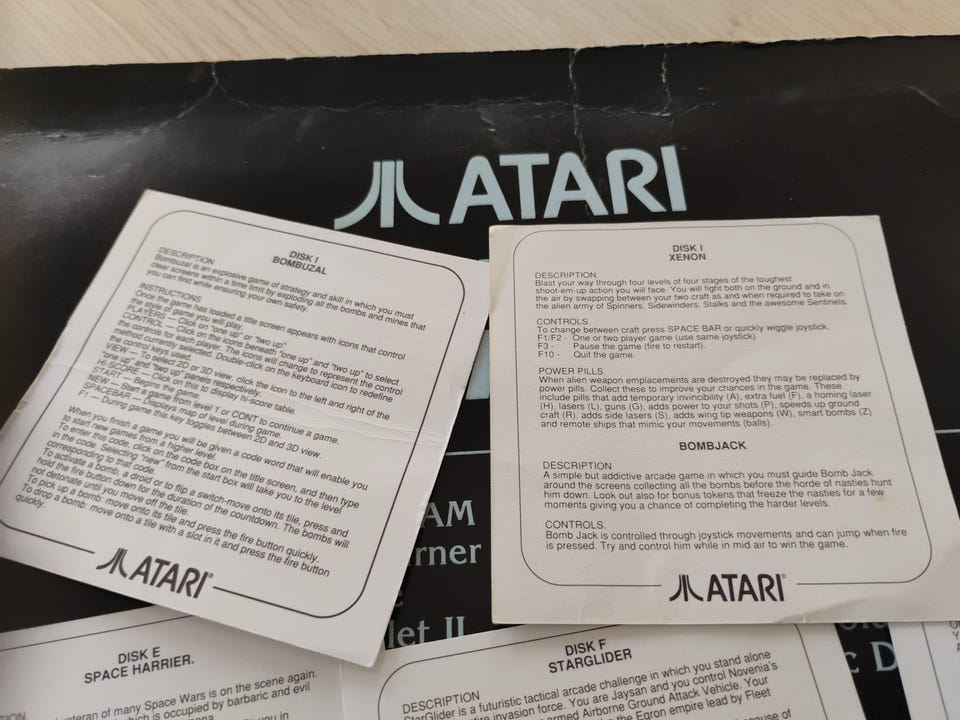 ATARI
DISK I
BOMBUZAL
DESCRIPTION
Bombuzal is an explosive game of strategy and skill in which you must
clear screens within a time limit by exploding all the bombs and mines that
you can find while ensuring your own safety.
INSTRUCTIONS
Once the game has loaded a title screen appears with icons that control
the style of game you will play.
PLAYERS — Click on "one up" or "two up"
CONTROL — Click on the icons beneath "one up" and "two up" to select
the controls for each player. The icons will change to represent the control
method currently selected. Double-click on the keyboard icon to redefine
the control keys used.
VIEW — To select 2D or 3D view, click the icon to the left and right of the
"one up" and "two up" panels respectively.
HI-SCORE — Click on this to display hi-score table.
START — Begins the game.
NEW — Start a game from level 1 or CONT to continue a game.
SPACEBAR — Displays map of level during game.
F1 — During game this key toggles between 2D and 3D view.
When you finish a game you will be given a code word that will enable you
to start new games from a higher level.
To enter this code, click on the code box on the title screen, and then type
in the code. Selecting "new" from the start box will take you to the level
corresponding to that code.
To activate a bomb, a droid or to flip a switch-move onto its tile, press and
hold the fire button down for the duration of the countdown. The bombs will
not detonate until you move off the tile.
To pick up a bomb: move onto its tile and press the fire button quickly.
To drop a bomb: move onto a tile with a slot in it and press the fire button
quickly.
ATARI
DISK I
XENON
DESCRIPTION.
Blast your way through four levels of four stages of the toughest
shoot-em-up action you will face. You will fight both on the ground and in
the air by swapping between your two craft as and when required to take on
the alien army of Spinners, Sidewinders, Stalks and the awesome Sentinels.
CONTROLS.
To change between craft press SPACE BAR or quickly wiggle joystick.
F1/F2 - One or two player game (use same joystick)
F3 - Pause the game (fire to restart).
F10 - Quit the game.
POWER PILLS.
When alien weapon emplacements are destroyed they may be replaced by
power pills. Collect these to improve your chances in the game. These
include pills that add temporary invincibility (A), extra fuel (F), a homing laser
(H), lasers (L), guns (G), adds power to your shots (P), speeds up ground
craft (R), adds side lasers (S), adds wing tip weapons (W), smart bombs (Z)
and remote ships that mimic your movements (balls).
BOMBJACK
DESCRIPTION
A simple but addictive arcade game in which you must guide Bomb Jack
around the screens collecting all the bombs before the horde of nasties hunt
him down. Look out also for bonus tokens that freeze the nasties for a few
moments giving you a chance of completing the harder levels.
CONTROLS.
Bomb Jack is controlled through joystick movements and can jump when fire
is pressed. Try and control him while in mid air to win the game.
ATARI
AM
rner
let II
c D
DISK E
SPACE HARRIER.
veteran of many Space Wars is on the scene again.
which is occupied by barbaric and evil
DISK F
STARGLIDER
DESCRIPTION
StarGlider is a futuristic tactical arcade challenge in which you stand alone
invasion force. You are Jaysan and you control Novenia's
armed Airborne Ground Attack Vehicle. Your
the Egron empire lead by Fleet
because of